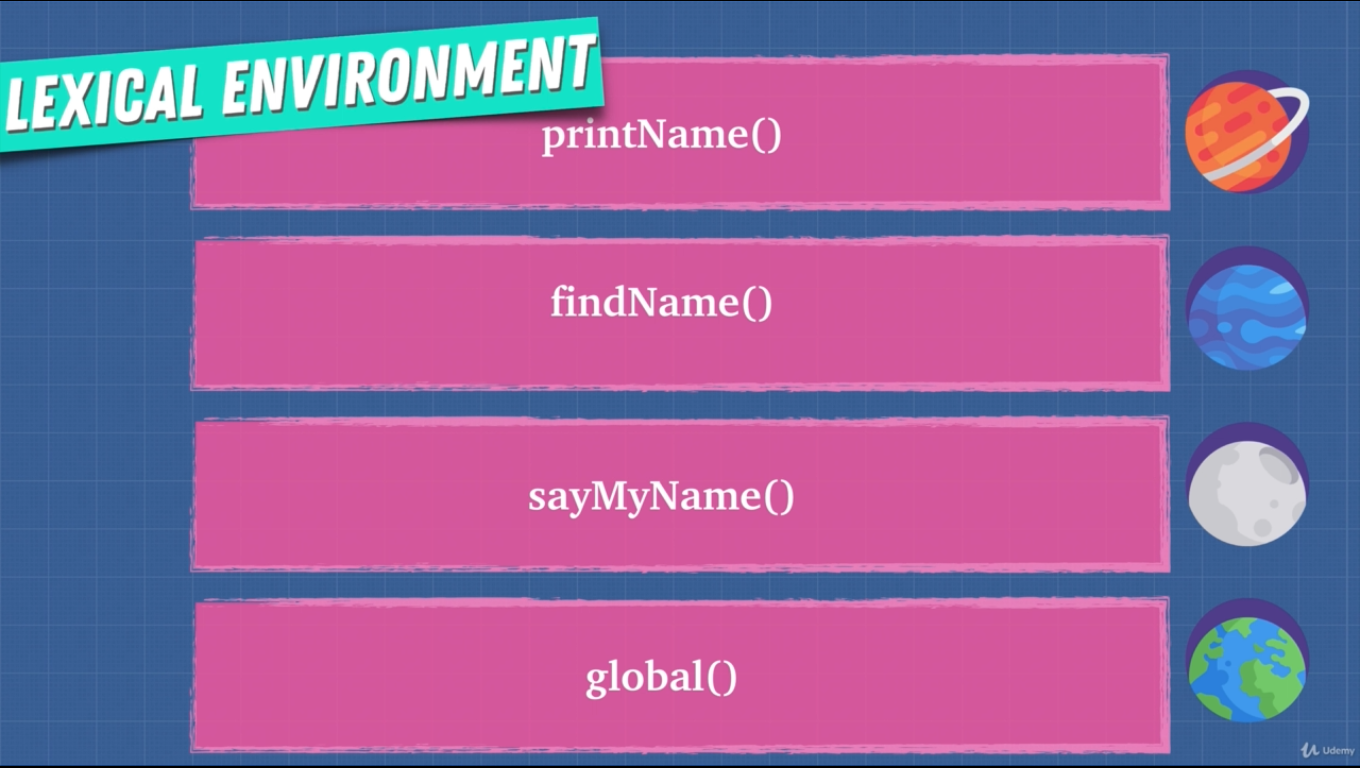 LEXICAL ENVIRONMENT
printName()
findName()
sayMyName()
global()
Udemy